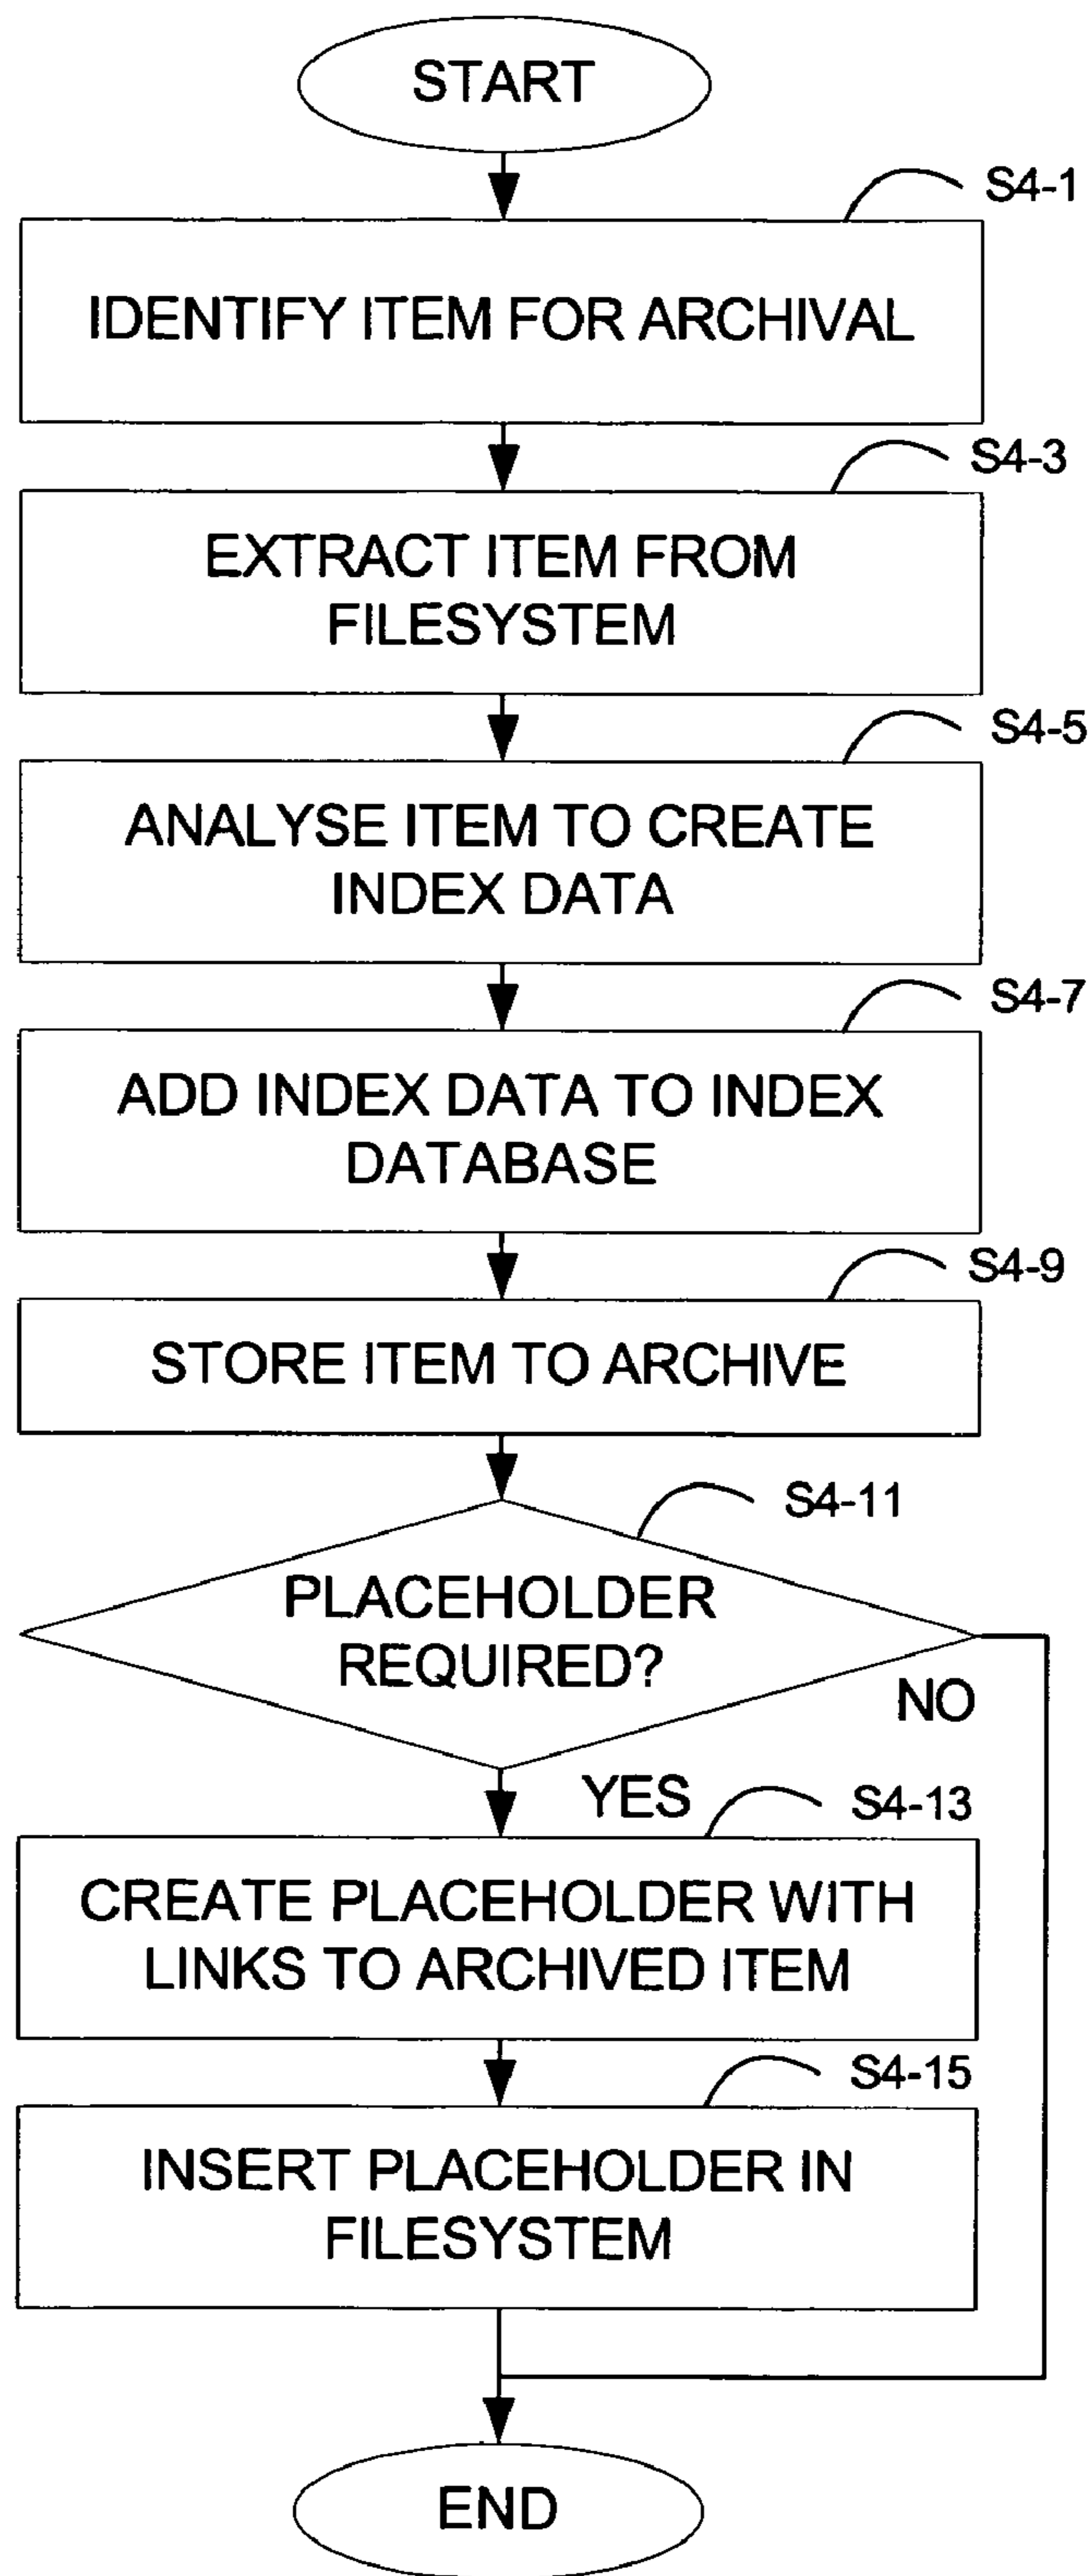 START
S4-1
IDENTIFY ITEM FOR ARCHIVAL
S4-3
EXTRACT ITEM FROM
FILESYSTEM
S4-5
ANALYSE ITEM TO CREATE
INDEX DATA
S4-7
ADD INDEX DATA TO INDEX
DATABASE
S4-9
STORE ITEM TO ARCHIVE
S4-11
PLACEHOLDER
REQUIRED?
NO
YES
S4-13
CREATE PLACEHOLDER WITH
LINKS TO ARCHIVED ITEM
S4-15
INSERT PLACEHOLDER IN
FILESYSTEM
END